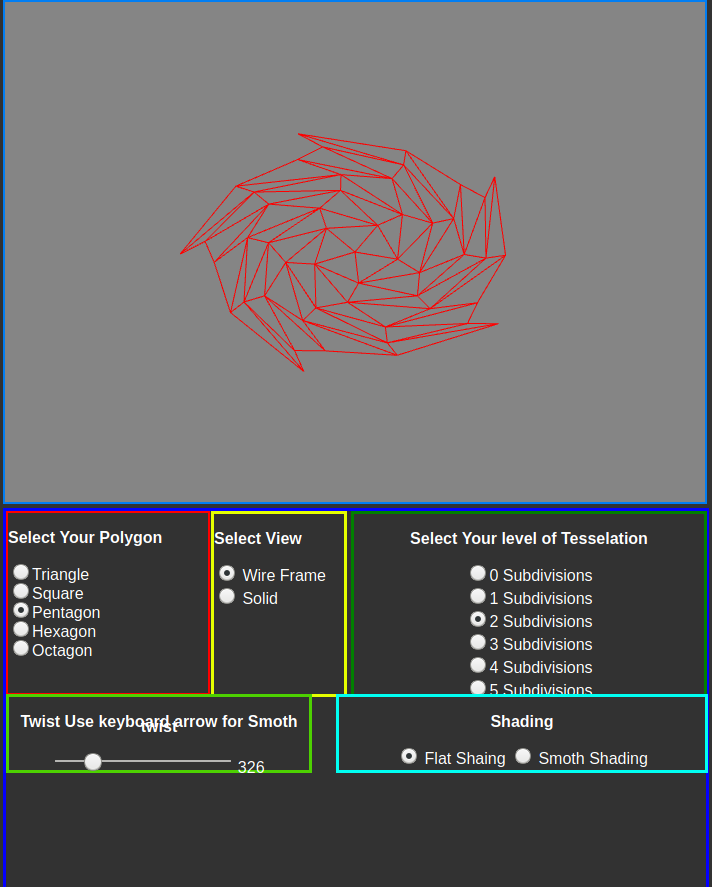 Select Your Polygon
Triangle
Square
Pentagon
Hexagon
Octagon
Select View
Wire Frame
Solid
Select Your level of Tesselation
0 Subdivisions
1 Subdivisions
2 Subdivisions
3 Subdivisions
4 Subdivisions
5 Subdivisions
Twist Use keyboard arrow for Smoth
twist
326
Shading
Flat Shaing
Smoth Shading